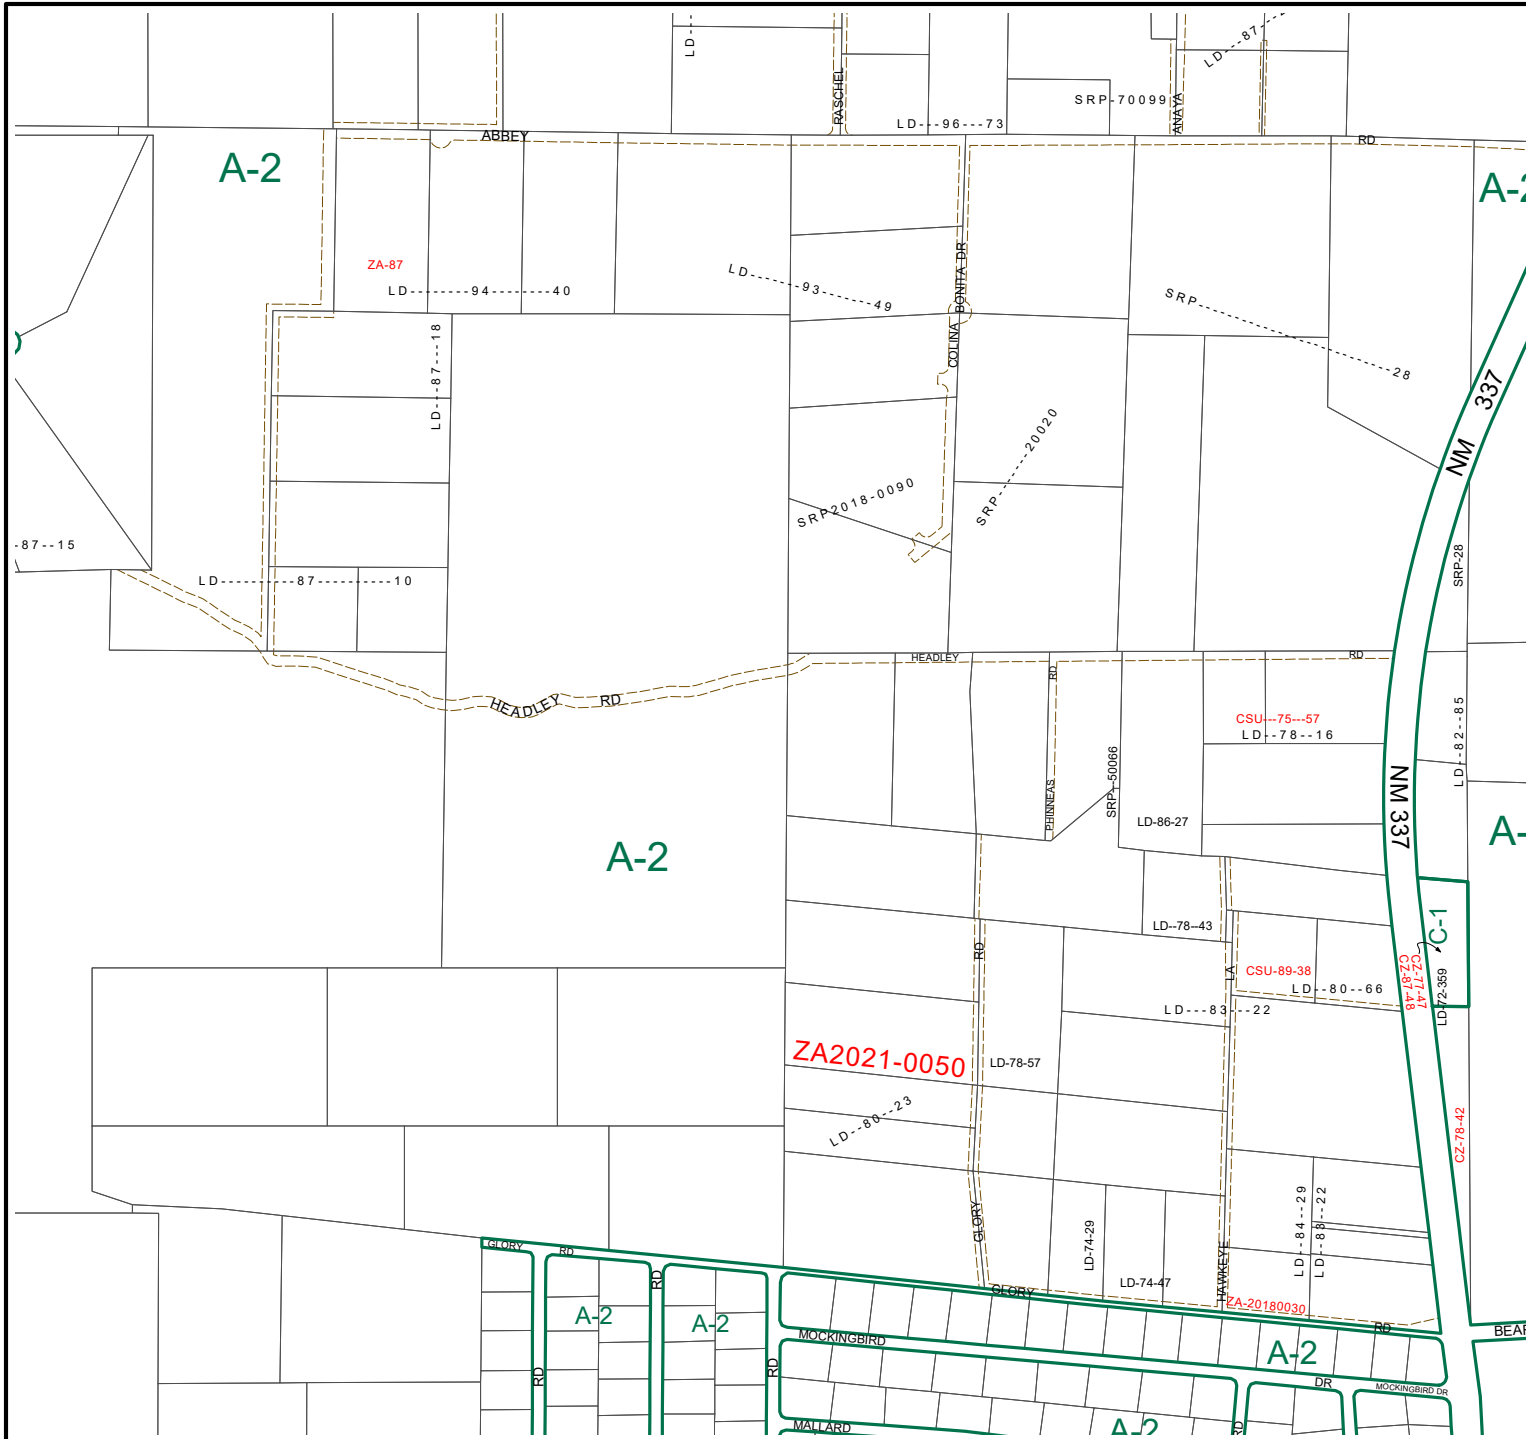 LD-
RASCHEL
LD---87--
SRP-70099
ANAYA
LD---96---73
ABBEY
RD
A-2
A-2
ZA-87
LD--------94--------40
LD-------93-------49
BONITA DR
COLINA
SRP--------------------28
LD---87---18
NM 337
SRP-------20020
SRP2018-0090
-87--15
LD---------87----------10
SRP-28
HEADLEY
RD
HEADLEY RD
RD
PHINNEAS
SRP--50066
CSU---75---57
LD--78--16
LD--82--85
NM 337
LD-86-27
A-2
A-
C-1
LD--78--43
RD
LA
CSU-89-38
LD--80--66
CZ-77-47
CZ-87-48
LD-72-359
LD---83---22
ZA2021-0050
LD-78-57
LD--80--23
CZ-78-42
GLORY
LD-74-29
LD-74-47
HAWKEYE
LD--84--29
LD--83--22
ZA-20180030
GLORY RD
GLORY
RD
RD
A-2
A-2
MOCKINGBIRD
A-2
BEAR
RD
RD
DR
MOCKINGBIRD DR
MALLARD
A-2
RD